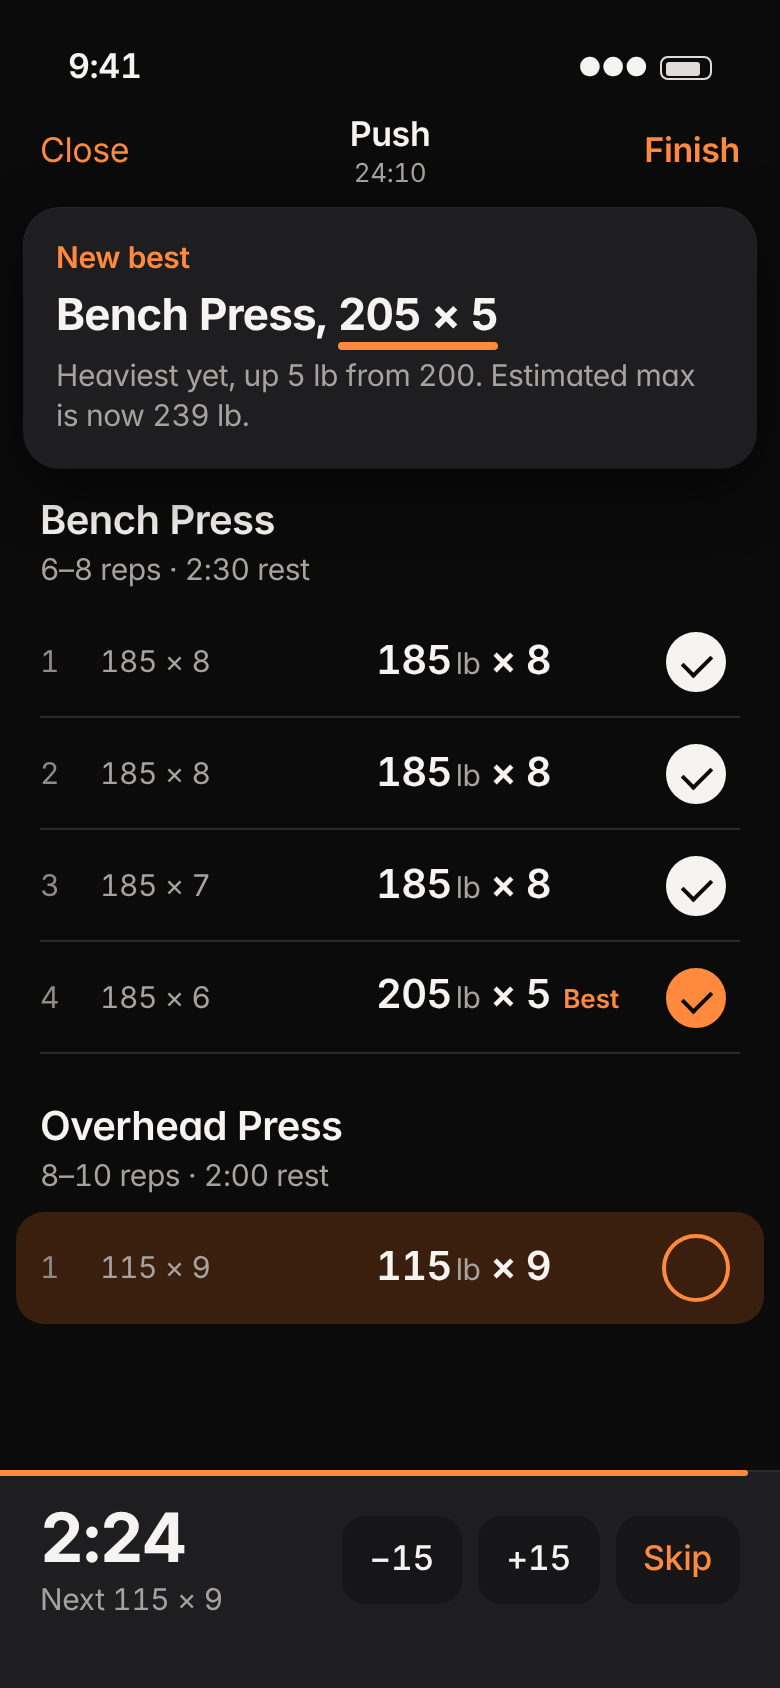 9:41
Close
Push
24:10
Finish
New best
Bench Press, 205 × 5
Heaviest yet, up 5 lb from 200. Estimated max
is now 239 lb.
Bench Press
6–8 reps · 2:30 rest
1 185 × 8 185 lb × 8
2 185 × 8 185 lb × 8
3 185 × 7 185 lb × 8
4 185 × 6 205 lb × 5 Best
Overhead Press
8–10 reps · 2:00 rest
1 115 × 9 115 lb × 9
2:24
Next 115 × 9
−15
+15
Skip